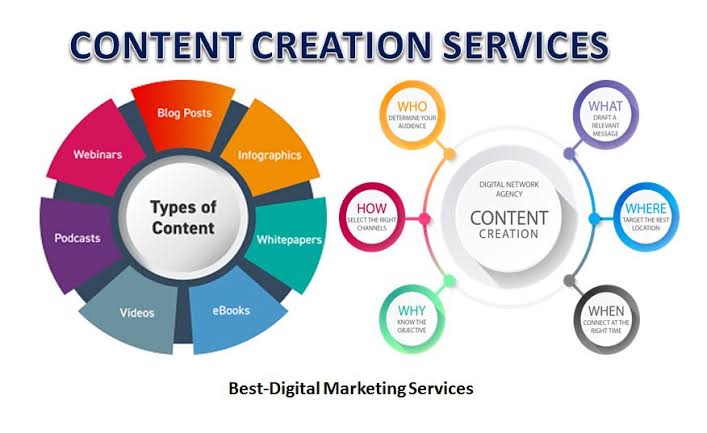 CONTENT CREATION SERVICES
Blog Posts
Infographics
Whitepapers
eBooks
Videos
Podcasts
Webinars
Types of
Content
WHO
DETERMINE YOUR
AUDIENCE
WHAT
DRAFT A
RELEVANT
MESSAGE
HOW
SELECT THE RIGHT
CHANNELS
DIGITAL NETWORK
AGENCY
CONTENT
CREATION
WHERE
TARGET THE BEST
LOCATION
WHY
KNOW THE
OBJECTIVE
WHEN
CONNECT AT THE
RIGHT TIME
Best-Digital Marketing Services